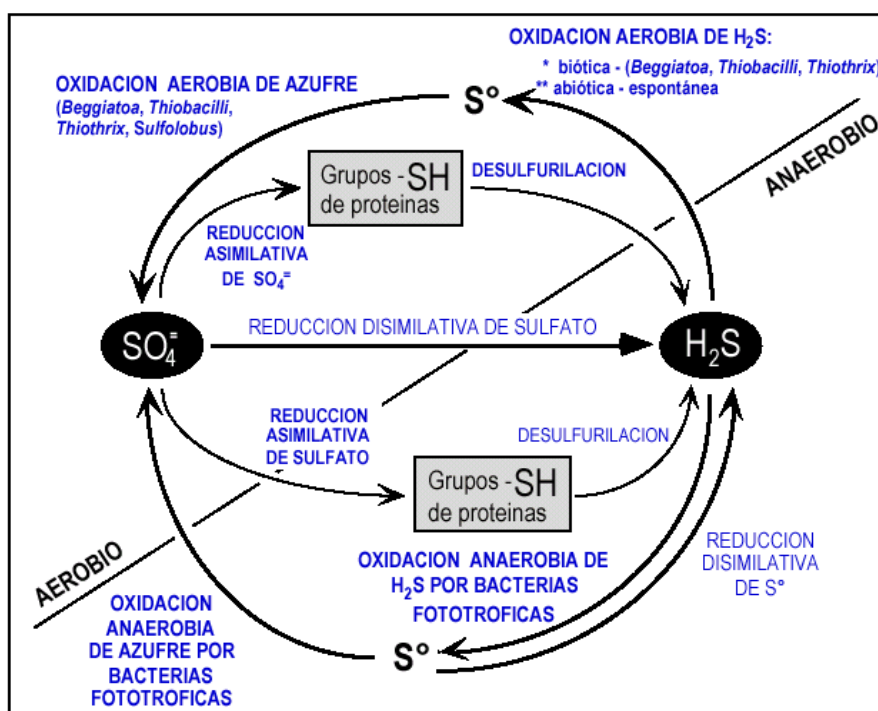 OXIDACION AEROBIA DE H₂S:
* biótica - (Beggiatoa, Thiobacilli, Thiothrix)
** abiótica - espontánea
OXIDACION AEROBIA DE AZUFRE
(Beggiatoa, Thiobacilli,
Thiothrix, Sulfolobus)
S°
ANAEROBIO
Grupos - SH
de proteinas
DESULFURILACION
REDUCCION
ASIMILATIVA
DE SO₄⁼
SO₄⁼
REDUCCION DISIMILATIVA DE SULFATO
H₂S
REDUCCION
ASIMILATIVA
DE SULFATO
DESULFURILACION
Grupos - SH
de proteinas
AEROBIO
OXIDACION ANAEROBIA DE
H₂S POR BACTERIAS
FOTOTROFICAS
REDUCCION
DISIMILATIVA
DE S°
OXIDACION
ANAEROBIA
DE AZUFRE POR
BACTERIAS
FOTOTROFICAS
S°